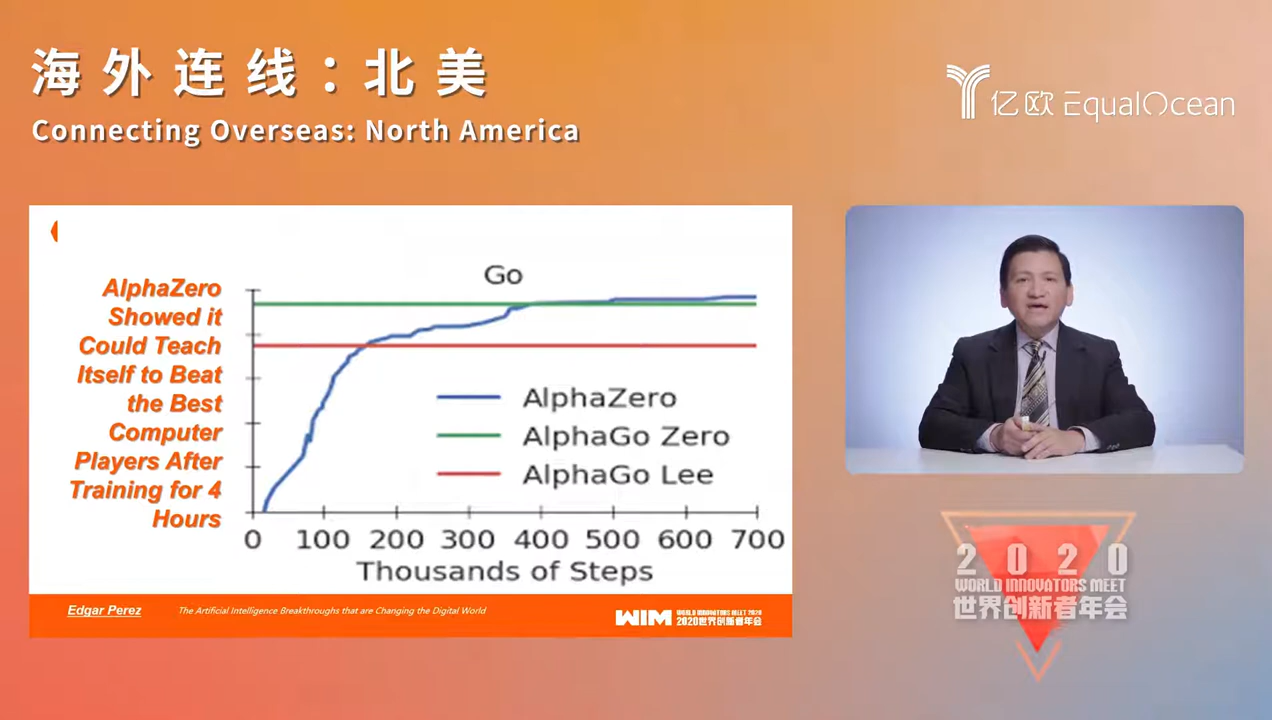 海外连线：北美
Connecting Overseas: North America
亿欧 EqualOcean
AlphaZero
Showed it
Could Teach
Itself to Beat
the Best
Computer
Players After
Training for 4
Hours
Go
AlphaZero
AlphaGo Zero
AlphaGo Lee
0 100 200 300 400 500 600 700
Thousands of Steps
Edgar Perez
The Artificial Intelligence Breakthroughs that are Changing the Digital World
WIM
WORLD INNOVATORS MEET 2020
2020世界创新者年会
2020
WORLD INNOVATORS MEET
世界创新者年会